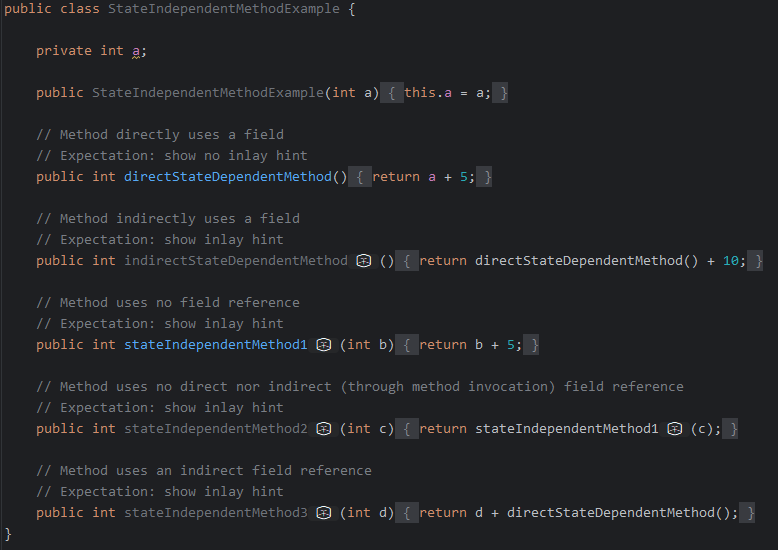 public class StateIndependentMethodExample {
private int a;
public StateIndependentMethodExample(int a) { this.a = a; }
// Method directly uses a field
// Expectation: show no inlay hint
public int directStateDependentMethod() { return a + 5; }
// Method indirectly uses a field
// Expectation: show inlay hint
public int indirectStateDependentMethod () { return directStateDependentMethod() + 10; }
// Method uses no field reference
// Expectation: show inlay hint
public int stateIndependentMethod1 (int b) { return b + 5; }
// Method uses no direct nor indirect (through method invocation) field reference
// Expectation: show inlay hint
public int stateIndependentMethod2 (int c) { return stateIndependentMethod1 (c); }
// Method uses an indirect field reference
// Expectation: show inlay hint
public int stateIndependentMethod3 (int d) { return d + directStateDependentMethod(); }
}